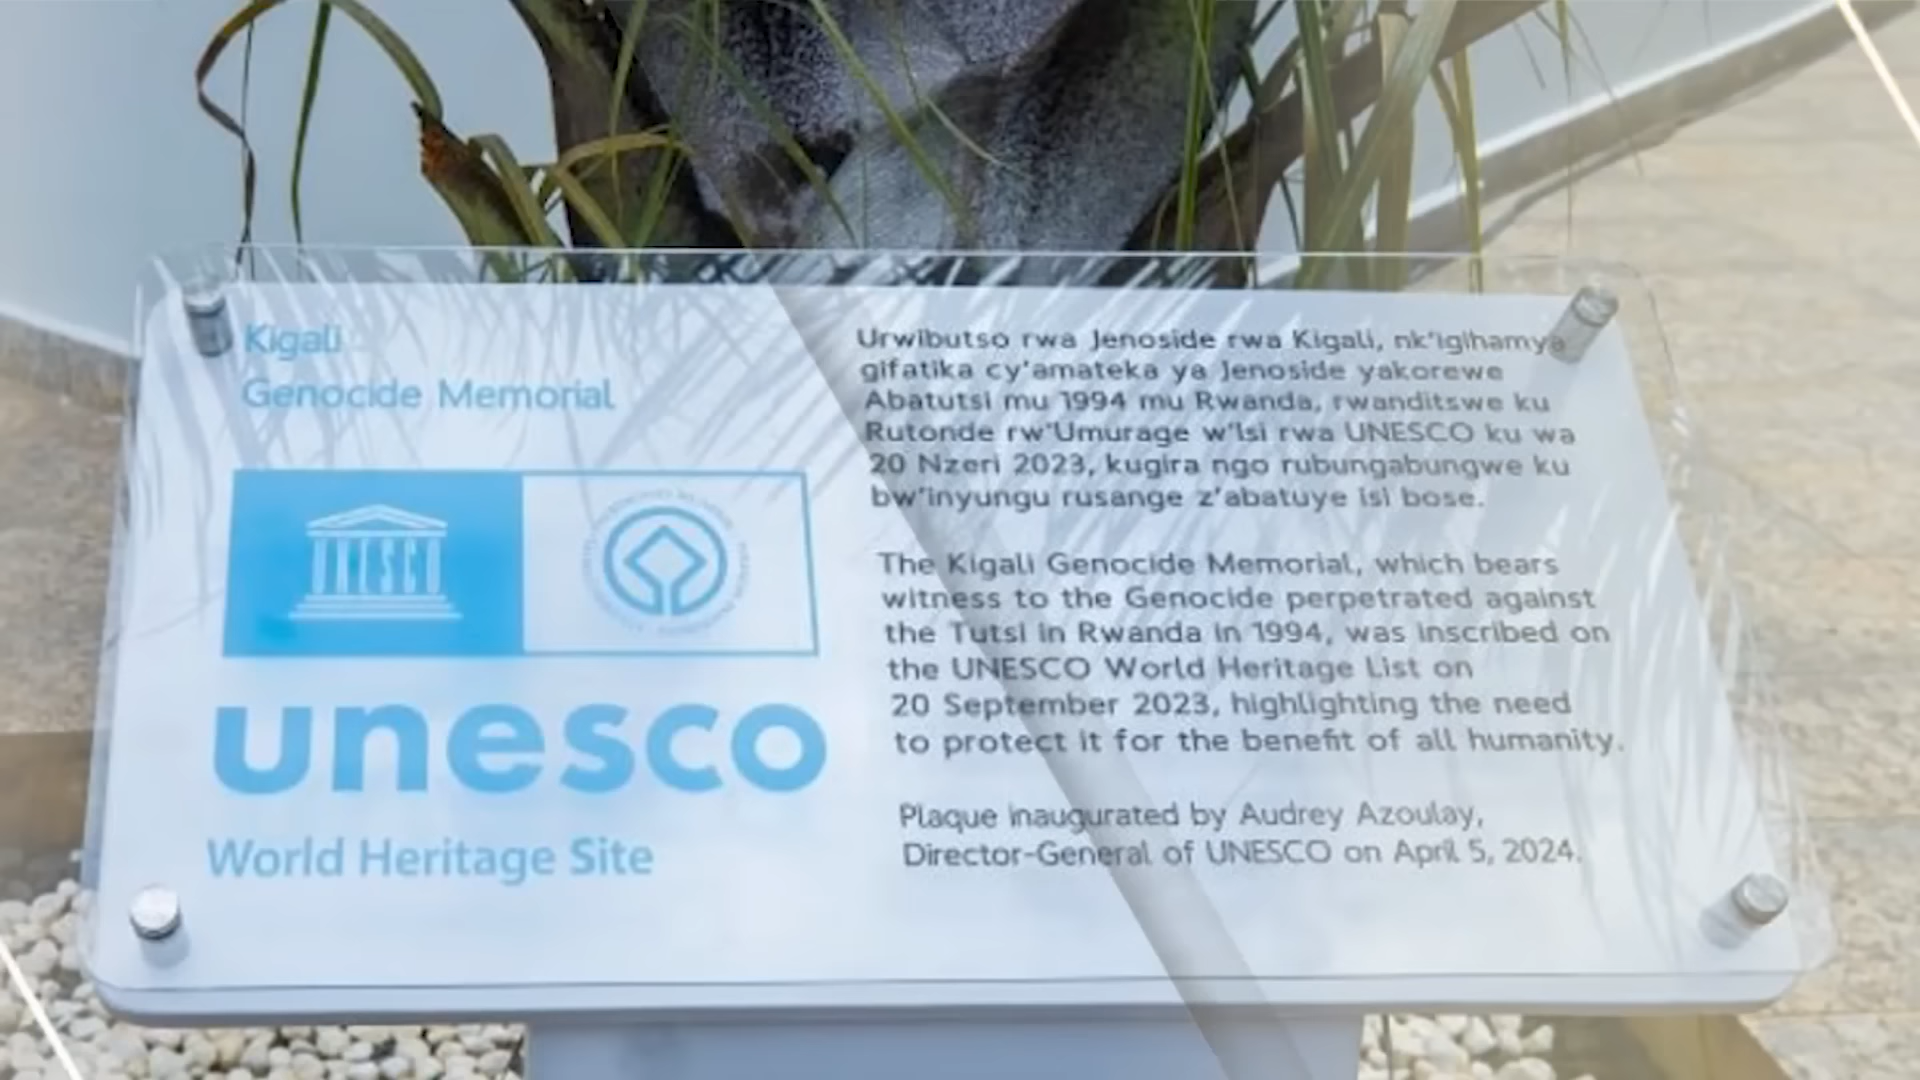 Kigali
Genocide Memorial
UNESCO
unesco
World Heritage Site
Urwibutso rwa Jenoside rwa Kigali, nk'igihamya
gifatika cy'amateka ya Jenoside yakorewe
Abatutsi mu 1994 mu Rwanda, rwanditswe ku
Rutonde rw'Umurage w'Isi rwa UNESCO ku wa
20 Nzeri 2023, kugira ngo rubungabungwe ku
bw'inyungu rusange z'abatuye isi bose.
The Kigali Genocide Memorial, which bears
witness to the Genocide perpetrated against
the Tutsi in Rwanda in 1994, was inscribed on
the UNESCO World Heritage List on
20 September 2023, highlighting the need
to protect it for the benefit of all humanity.
Plaque inaugurated by Audrey Azoulay,
Director-General of UNESCO on April 5, 2024.